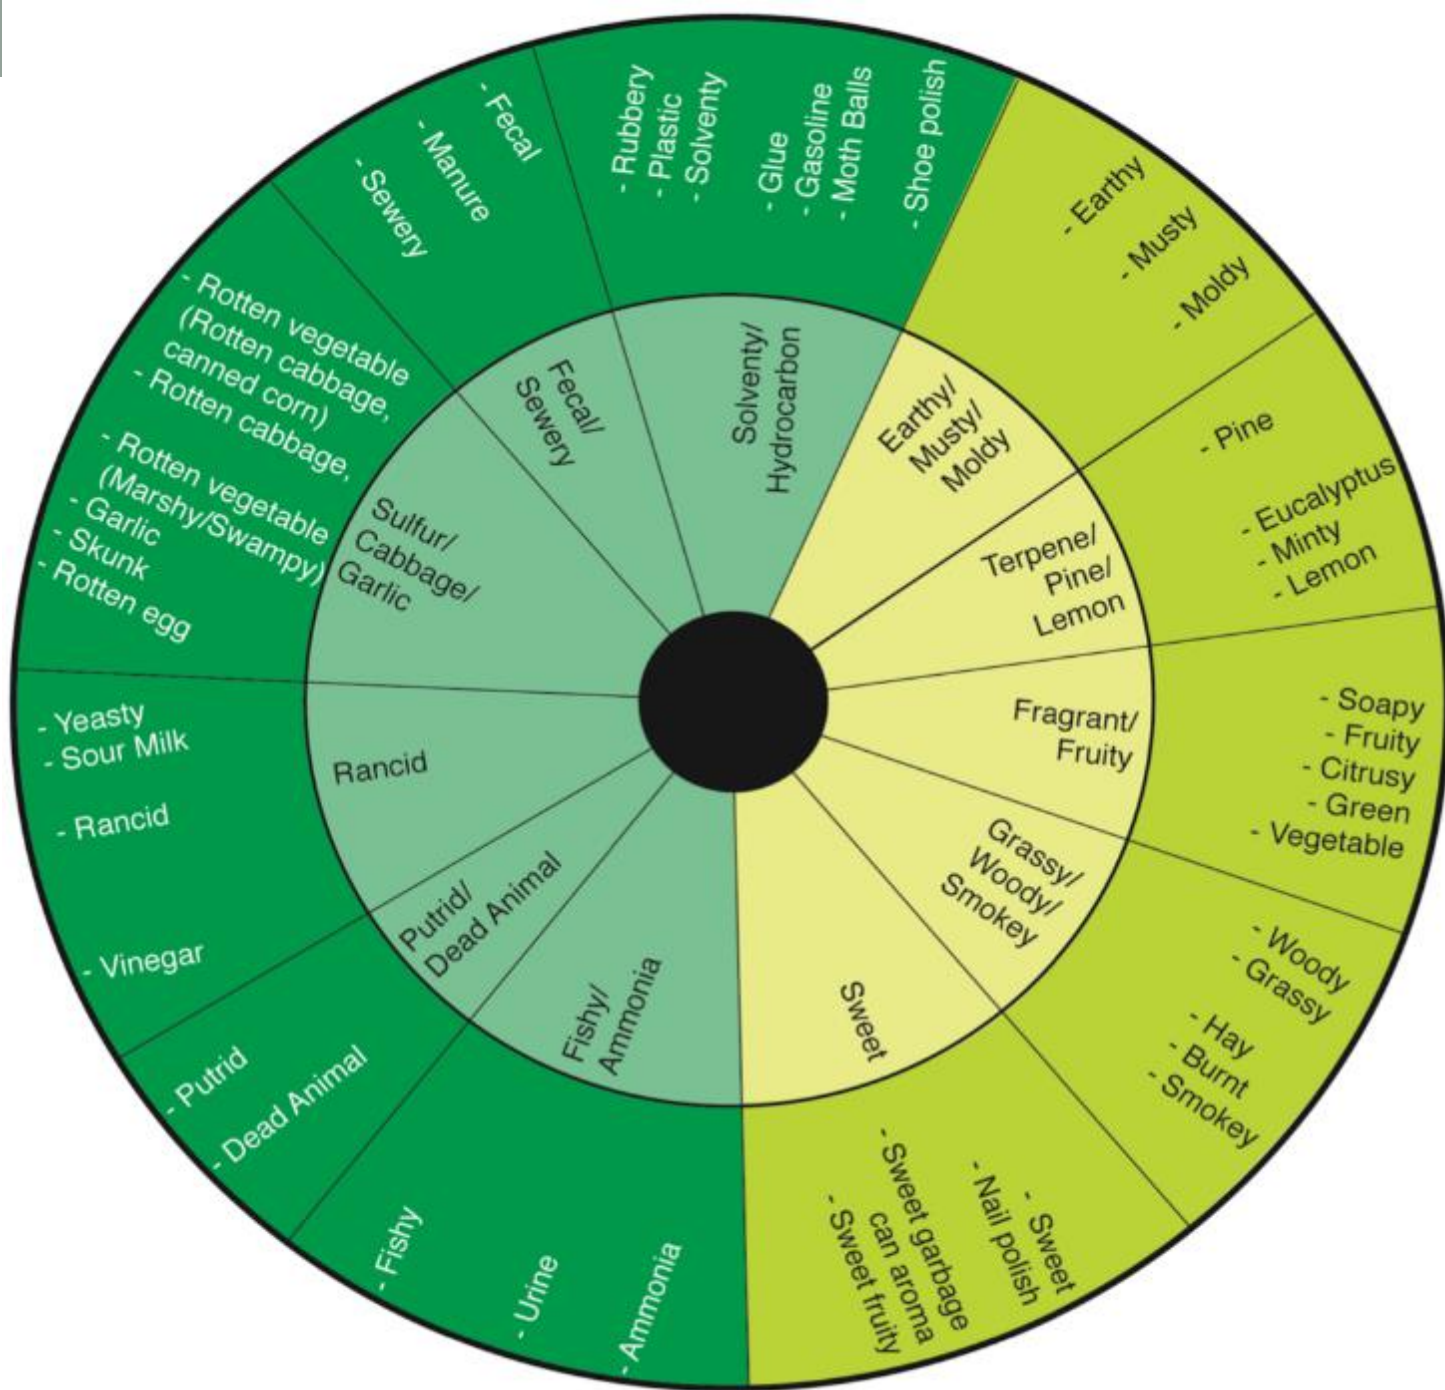 Solventy/
Hydrocarbon
- Rubbery
- Plastic
- Solventy
- Glue
- Gasoline
- Moth Balls
- Shoe polish
Earthy/
Musty/
Moldy
- Earthy
- Musty
- Moldy
Terpene/
Pine/
Lemon
- Pine
- Eucalyptus
- Minty
- Lemon
Fragrant/
Fruity
- Soapy
- Fruity
- Citrusy
- Green
- Vegetable
Grassy/
Woody/
Smokey
- Woody
- Grassy
- Hay
- Burnt
- Smokey
Sweet
- Sweet
- Nail polish
- Sweet garbage
can aroma
- Sweet fruity
Fishy/
Ammonia
- Fishy
- Urine
- Ammonia
Putrid/
Dead Animal
- Putrid
- Dead Animal
Rancid
- Yeasty
- Sour Milk
- Rancid
- Vinegar
Sulfur/
Cabbage/
Garlic
- Rotten vegetable
(Rotten cabbage,
canned corn)
- Rotten cabbage,
- Rotten vegetable
(Marshy/Swampy)
- Garlic
- Skunk
- Rotten egg
Fecal/
Sewery
- Fecal
- Manure
- Sewery